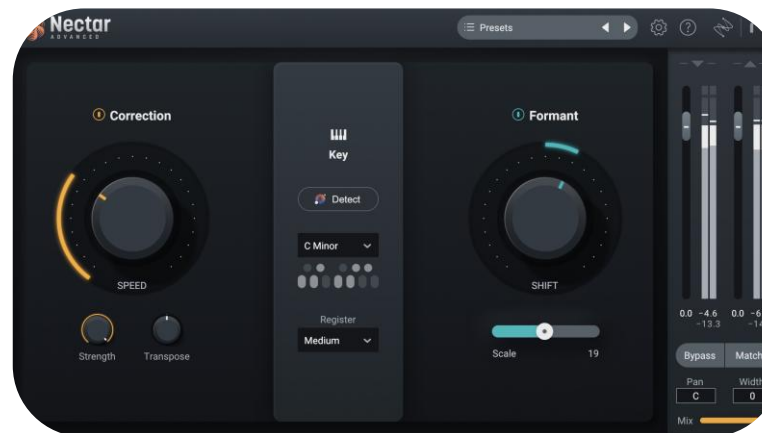 Nectar
ADVANCED
Presets
Correction
SPEED
Strength
Transpose
Key
Detect
C Minor
Register
Medium
Formant
SHIFT
Scale
19
0.0 -4.6
-13.3
0.0
Bypass
Match
Pan
C
Width
0
Mix